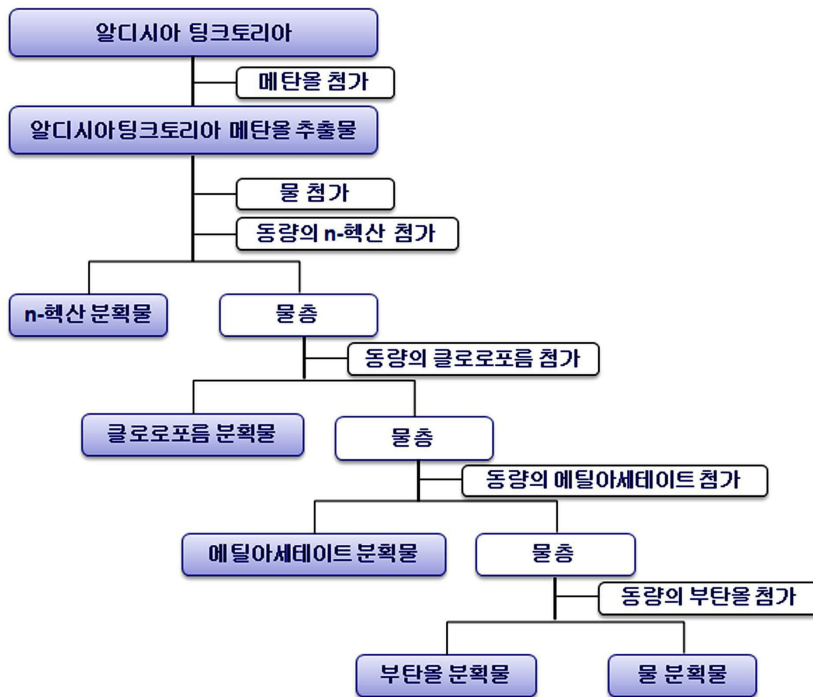 알디시아 팅크토리아
메탄올 첨가
알디시아팅크토리아 메탄올 추출물
물 첨가
동량의 n-헥산 첨가
n-헥산 분획물
물층
동량의 클로로포름 첨가
클로로포름 분획물
물층
동량의 에틸아세테이트 첨가
에틸아세테이트 분획물
물층
동량의 부탄올 첨가
부탄올 분획물
물 분획물